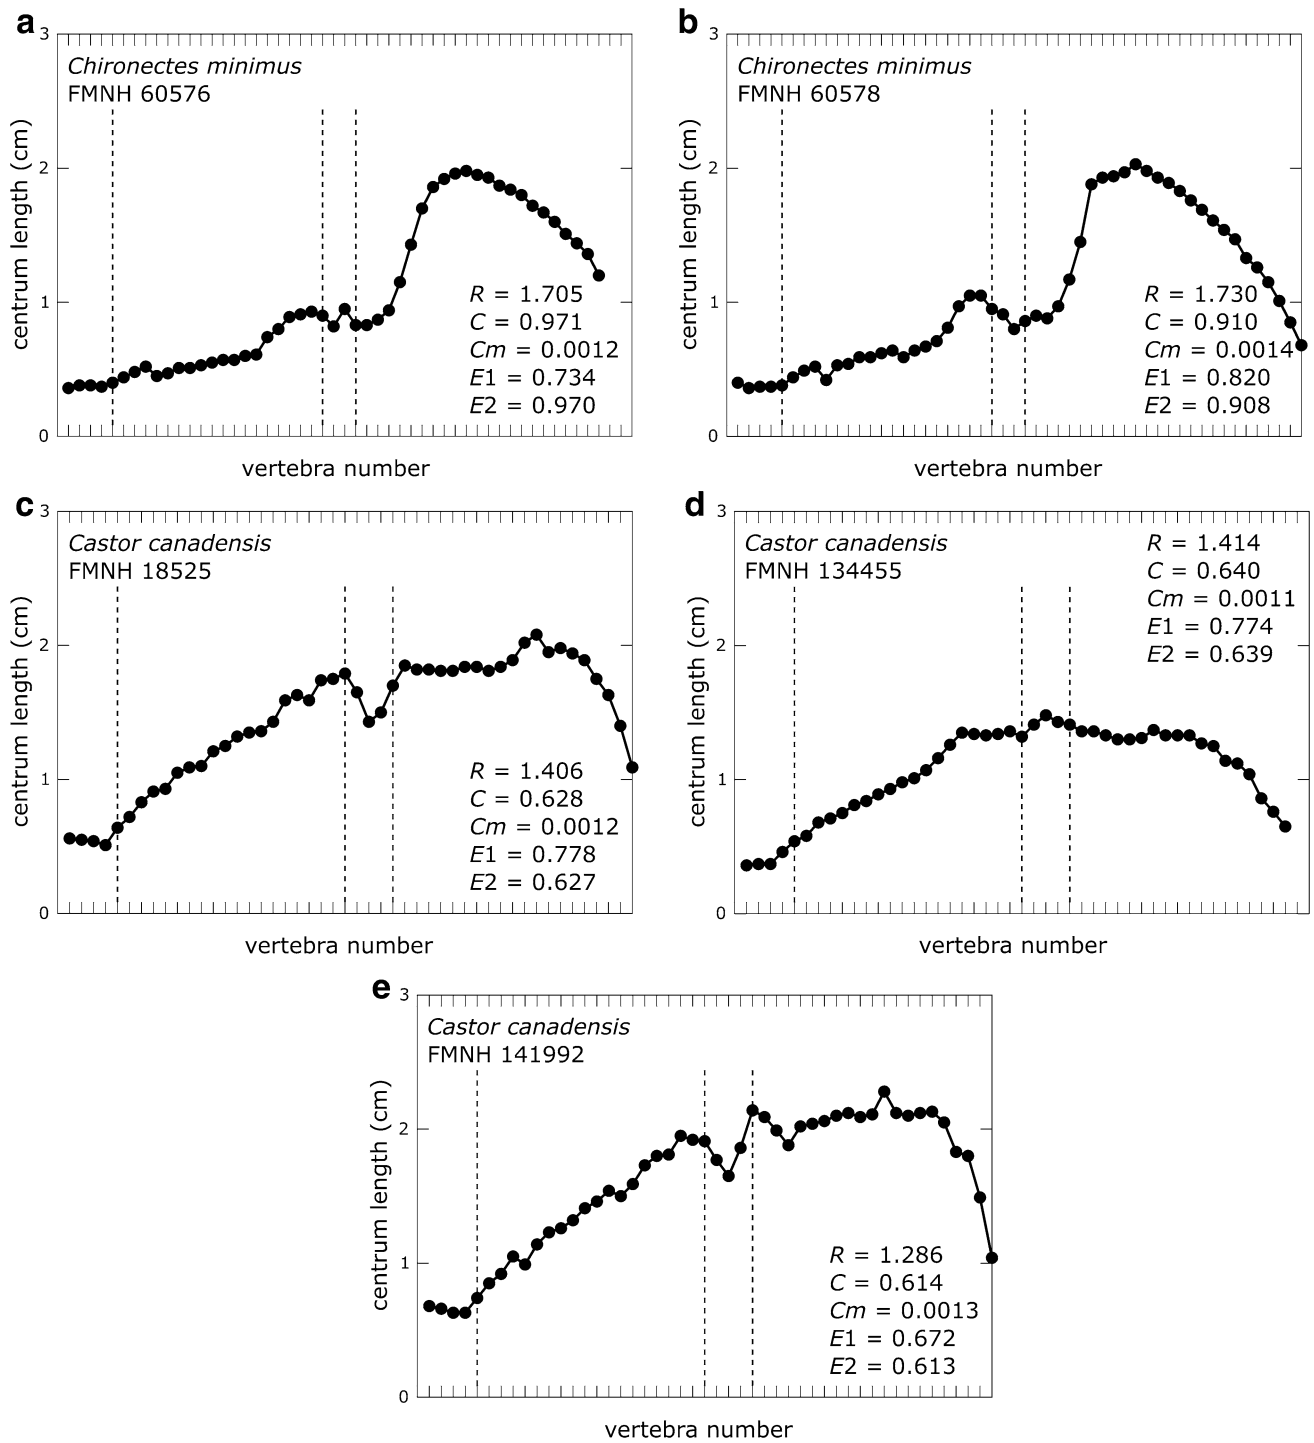 a
3
2
1
0
centrum length (cm)
Chironectes minimus
FMNH 60576
R = 1.705
C = 0.971
Cm = 0.0012
E1 = 0.734
E2 = 0.970
vertebra number
b
3
2
1
0
centrum length (cm)
Chironectes minimus
FMNH 60578
R = 1.730
C = 0.910
Cm = 0.0014
E1 = 0.820
E2 = 0.908
vertebra number
c
3
2
1
0
centrum length (cm)
Castor canadensis
FMNH 18525
R = 1.406
C = 0.628
Cm = 0.0012
E1 = 0.778
E2 = 0.627
vertebra number
d
3
2
1
0
centrum length (cm)
Castor canadensis
FMNH 134455
R = 1.414
C = 0.640
Cm = 0.0011
E1 = 0.774
E2 = 0.639
vertebra number
e
3
2
1
0
centrum length (cm)
Castor canadensis
FMNH 141992
R = 1.286
C = 0.614
Cm = 0.0013
E1 = 0.672
E2 = 0.613
vertebra number